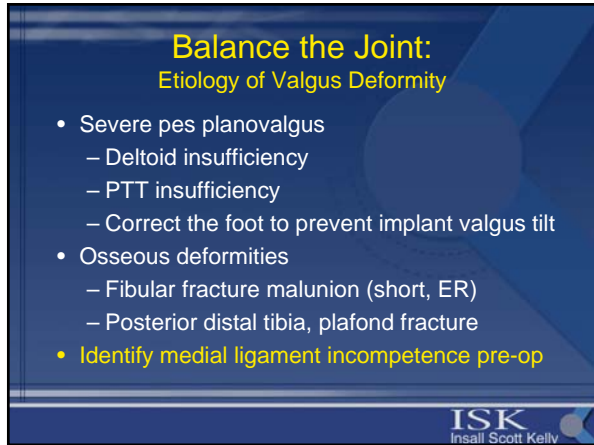 Balance the Joint:
Etiology of Valgus Deformity
• Severe pes planovalgus
– Deltoid insufficiency
– PTT insufficiency
– Correct the foot to prevent implant valgus tilt
• Osseous deformities
– Fibular fracture malunion (short, ER)
– Posterior distal tibia, plafond fracture
• Identify medial ligament incompetence pre-op
ISK
Insall Scott Kelly